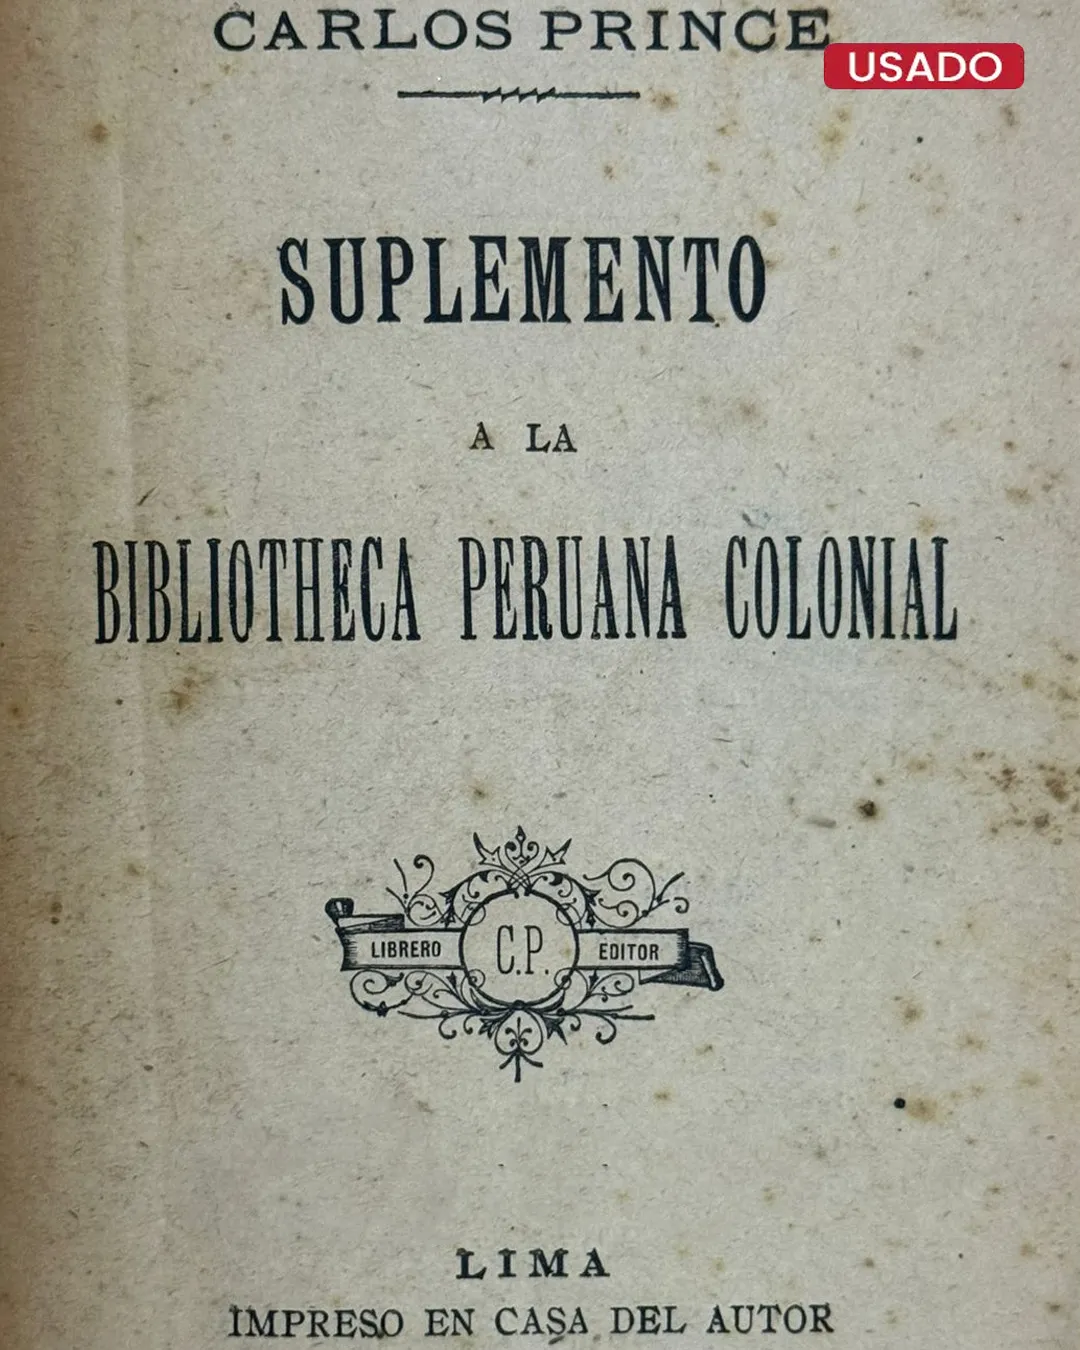 CARLOS PRINCE
USADO
SUPLEMENTO
A LA
BIBLIOTHECA PERUANA COLONIAL
LIBRERO C.P. EDITOR
LIMA
IMPRESO EN CASA DEL AUTOR